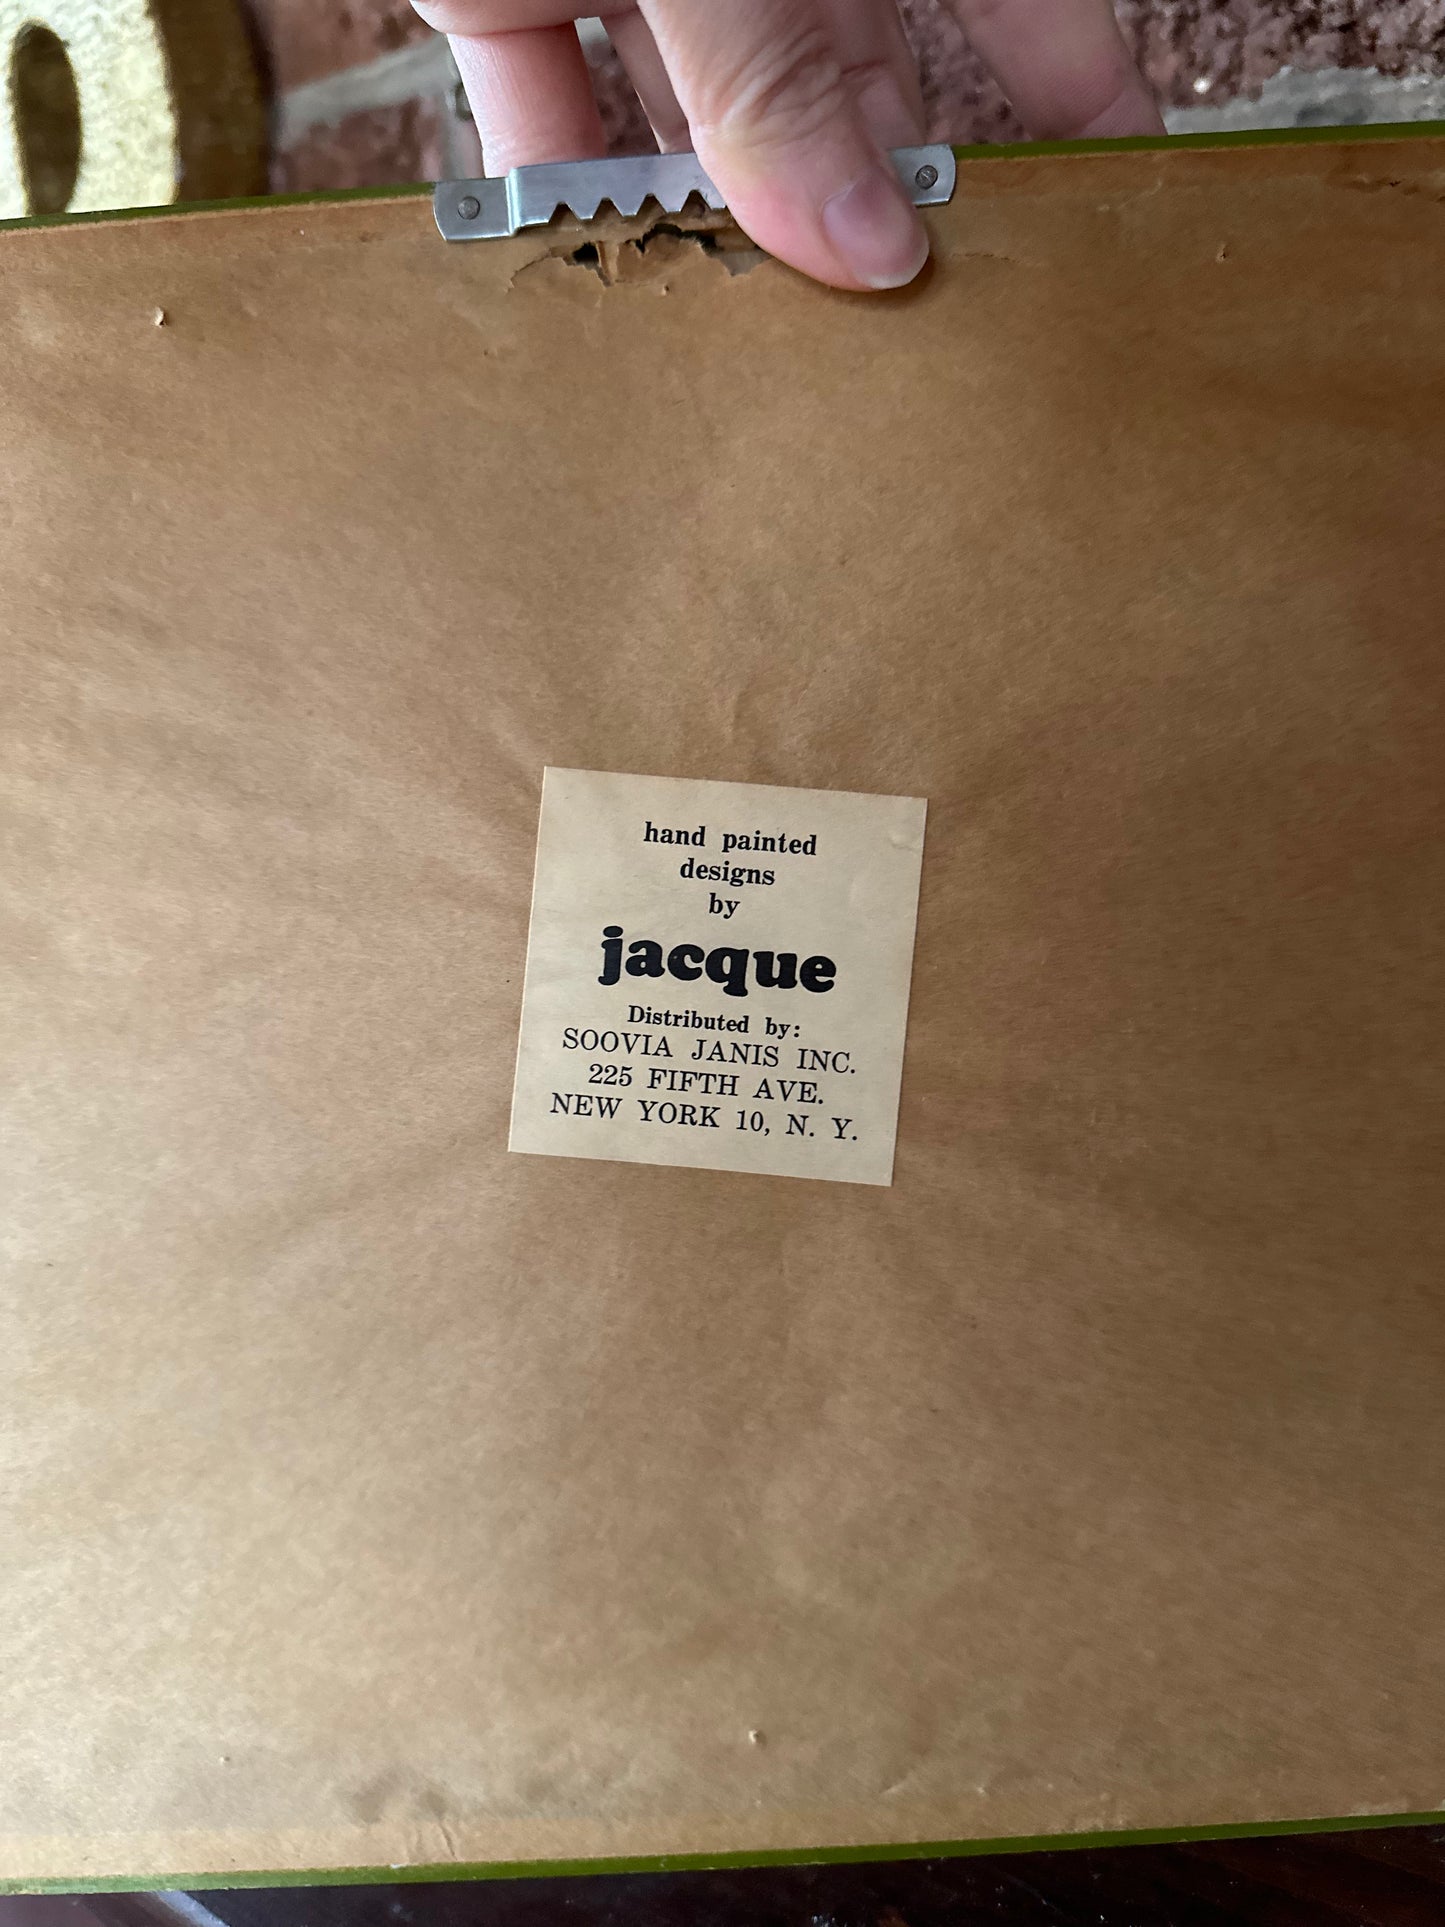 hand painted
designs
by
jacque
Distributed by:
SOOVIA JANIS INC.
225 FIFTH AVE.
NEW YORK 10, N. Y.